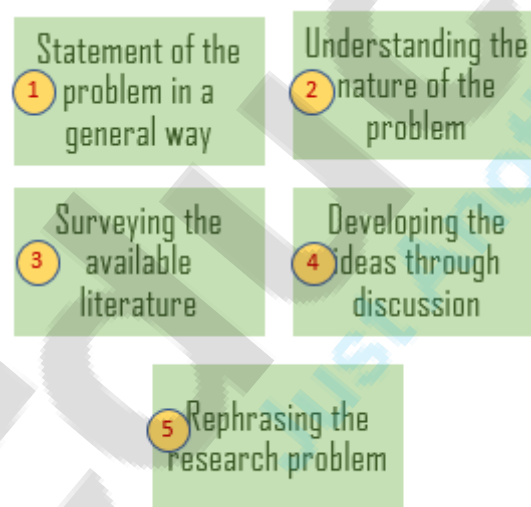 Statement of the
1 problem in a
general way
Understanding the
2 nature of the
problem
Surveying the
3 available
literature
Developing the
4 ideas through
discussion
5 Rephrasing the
research problem
Just